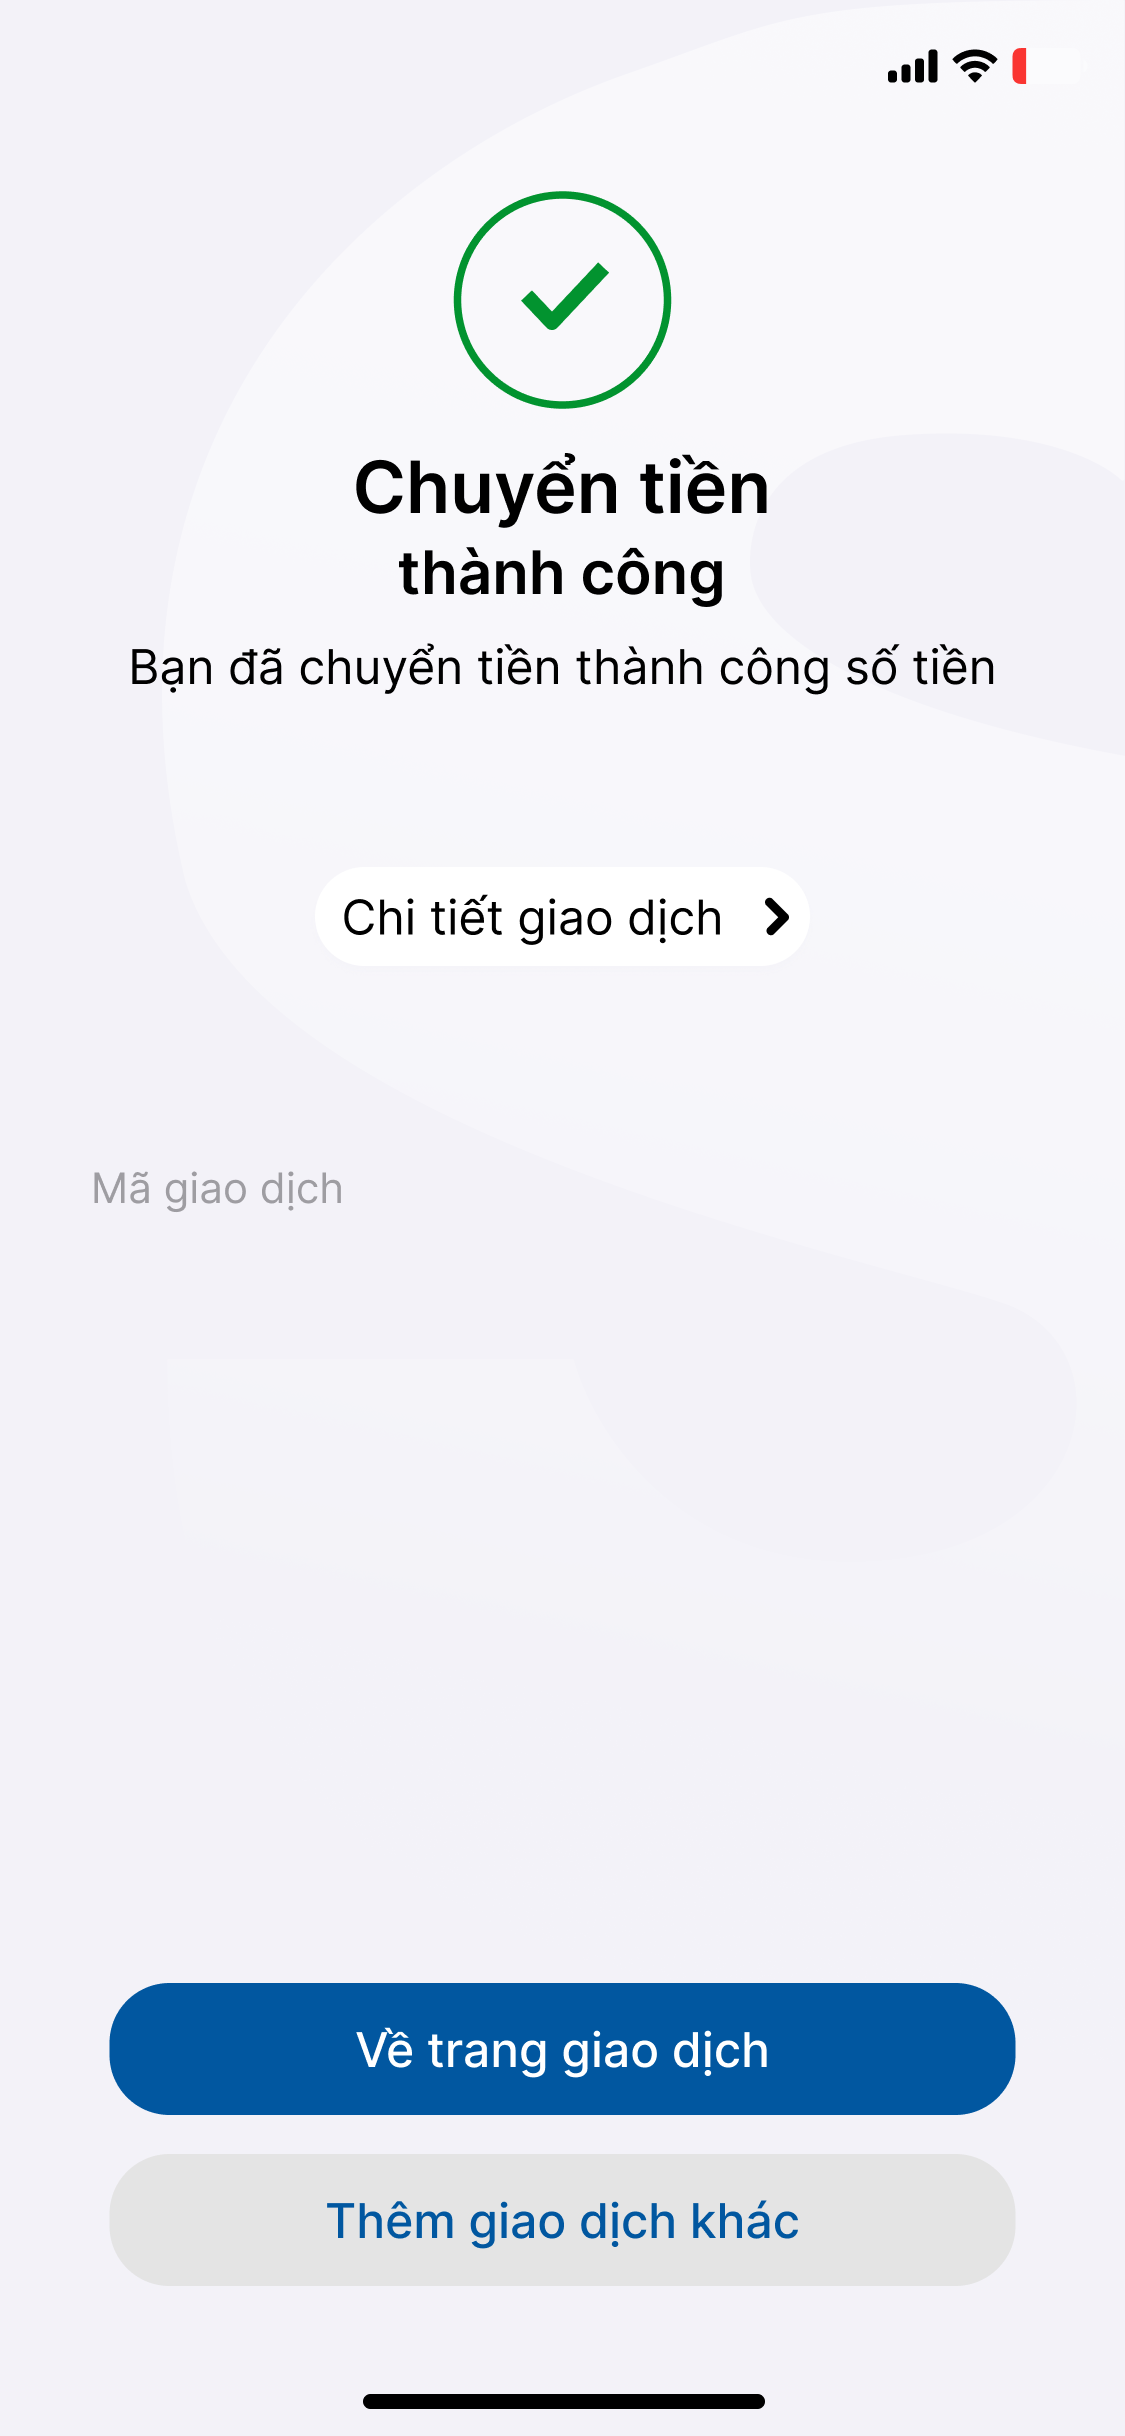 Chuyển tiền
thành công
Bạn đã chuyển tiền thành công số tiền
Chi tiết giao dịch
Mã giao dịch
Về trang giao dịch
Thêm giao dịch khác